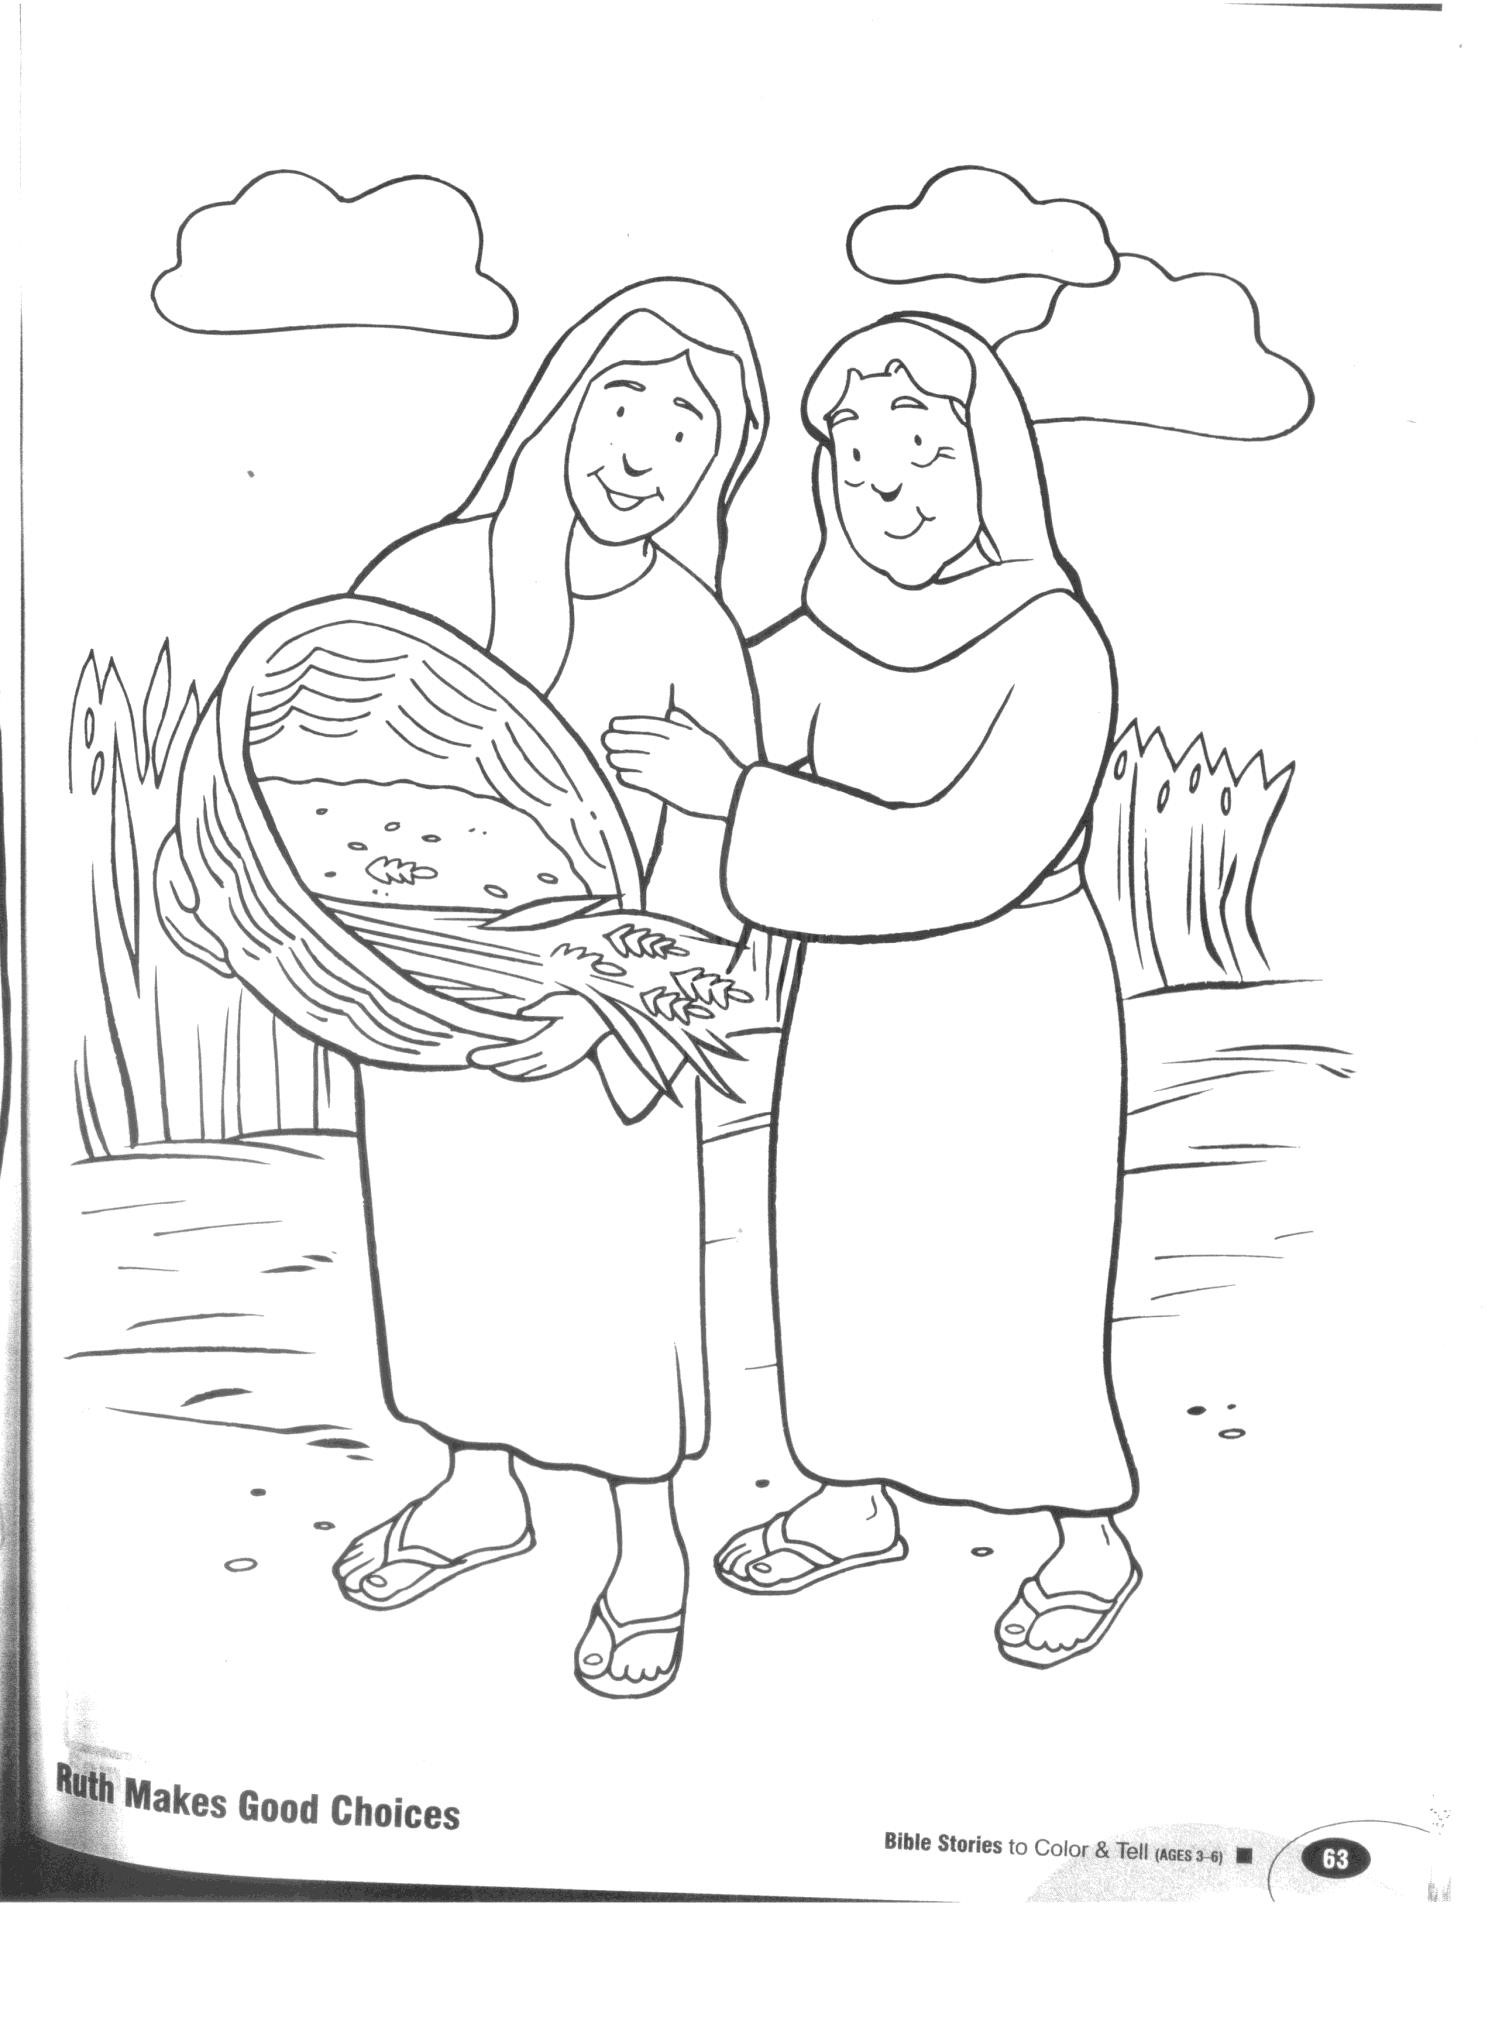 Ruth Makes Good Choices
Bible Stories to Color & Tell (AGES 3-6) ■ 63